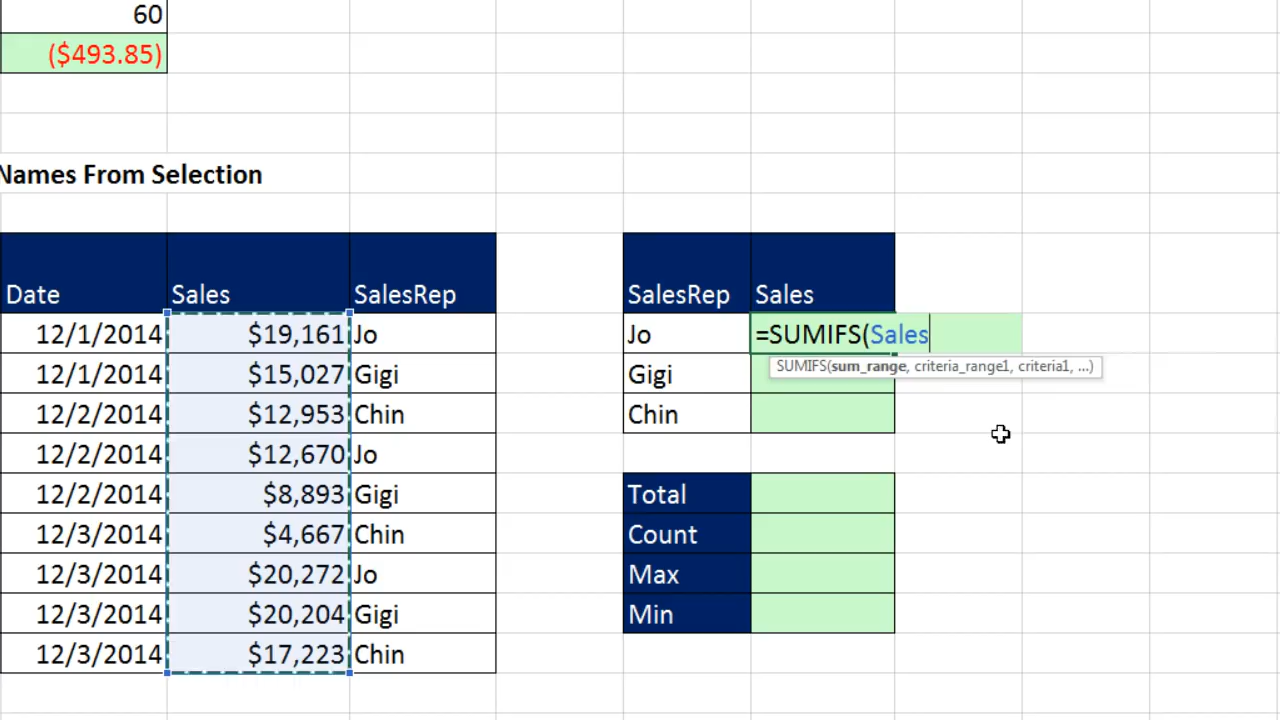 60
($493.85)
Names From Selection
Date Sales SalesRep SalesRep Sales
12/1/2014 $19,161 Jo Jo =SUMIFS(Sales
SUMIFS(sum_range, criteria_range1, criteria1, ...)
12/1/2014 $15,027 Gigi Gigi
12/2/2014 $12,953 Chin Chin
12/2/2014 $12,670 Jo
12/2/2014 $8,893 Gigi Total
12/3/2014 $4,667 Chin Count
12/3/2014 $20,272 Jo Max
12/3/2014 $20,204 Gigi Min
12/3/2014 $17,223 Chin